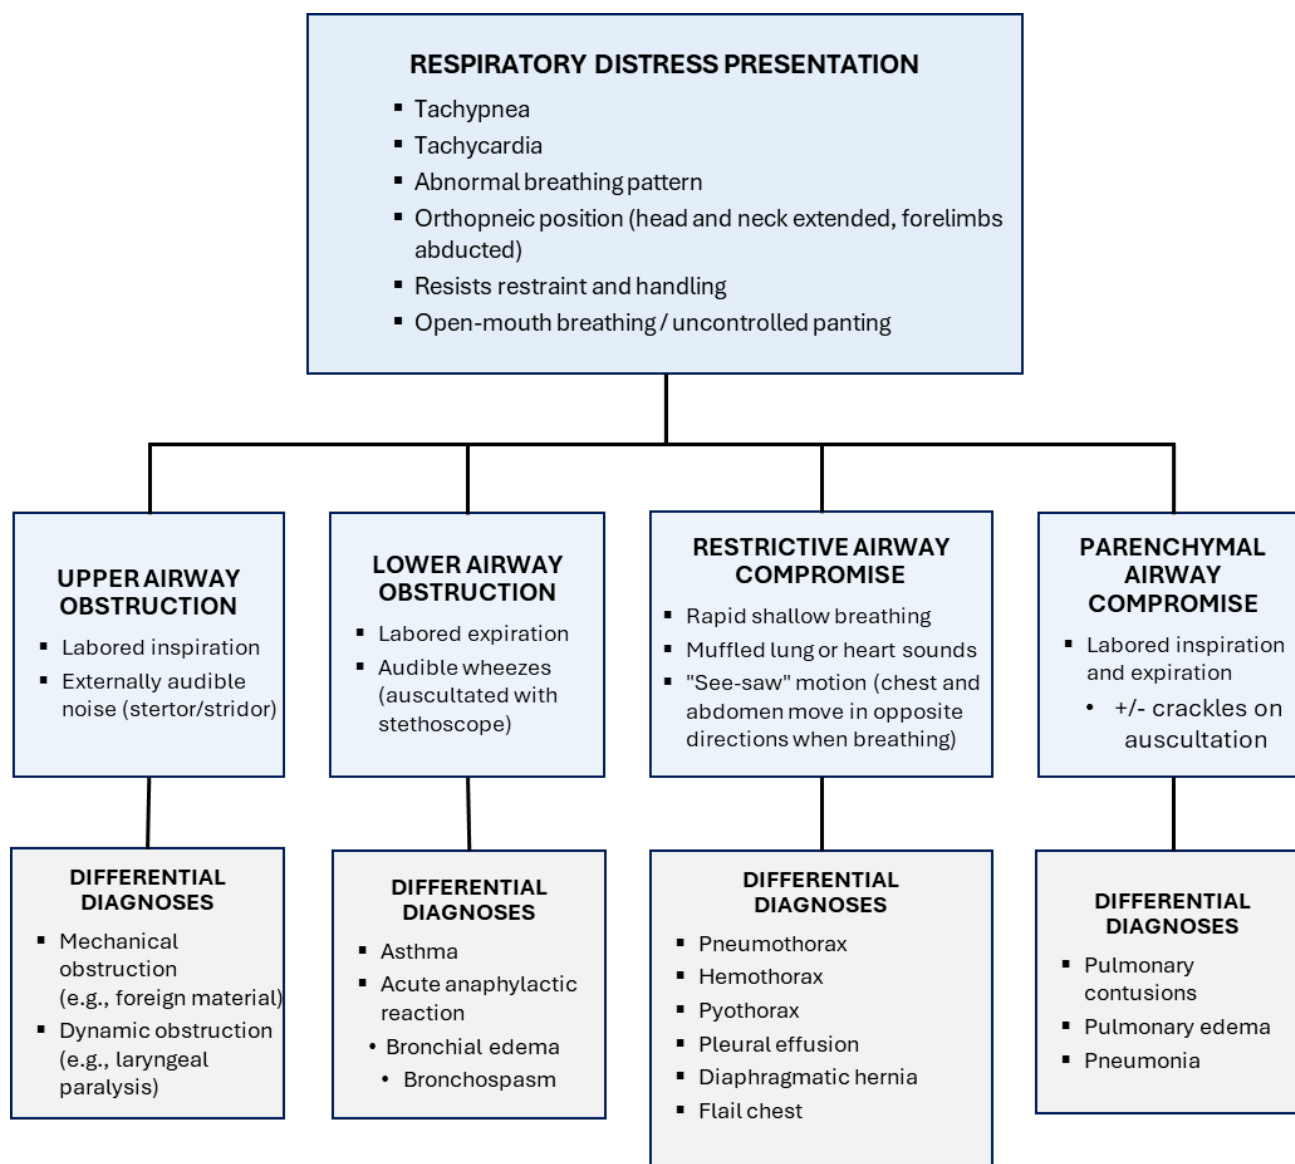 RESPIRATORY DISTRESS PRESENTATION
▪ Tachypnea
▪ Tachycardia
▪ Abnormal breathing pattern
▪ Orthopneic position (head and neck extended, forelimbs
abducted)
▪ Resists restraint and handling
▪ Open-mouth breathing / uncontrolled panting
UPPER AIRWAY
OBSTRUCTION
▪ Labored inspiration
▪ Externally audible
noise (stertor/stridor)
LOWER AIRWAY
OBSTRUCTION
▪ Labored expiration
▪ Audible wheezes
(auscultated with
stethoscope)
RESTRICTIVE AIRWAY
COMPROMISE
▪ Rapid shallow breathing
▪ Muffled lung or heart sounds
▪ "See-saw" motion (chest and
abdomen move in opposite
directions when breathing)
PARENCHYMAL
AIRWAY
COMPROMISE
▪ Labored inspiration
and expiration
• +/- crackles on
auscultation
DIFFERENTIAL
DIAGNOSES
▪ Mechanical
obstruction
(e.g., foreign material)
▪ Dynamic obstruction
(e.g., laryngeal
paralysis)
DIFFERENTIAL
DIAGNOSES
▪ Asthma
▪ Acute anaphylactic
reaction
• Bronchial edema
• Bronchospasm
DIFFERENTIAL
DIAGNOSES
▪ Pneumothorax
▪ Hemothorax
▪ Pyothorax
▪ Pleural effusion
▪ Diaphragmatic hernia
▪ Flail chest
DIFFERENTIAL
DIAGNOSES
▪ Pulmonary
contusions
▪ Pulmonary edema
▪ Pneumonia